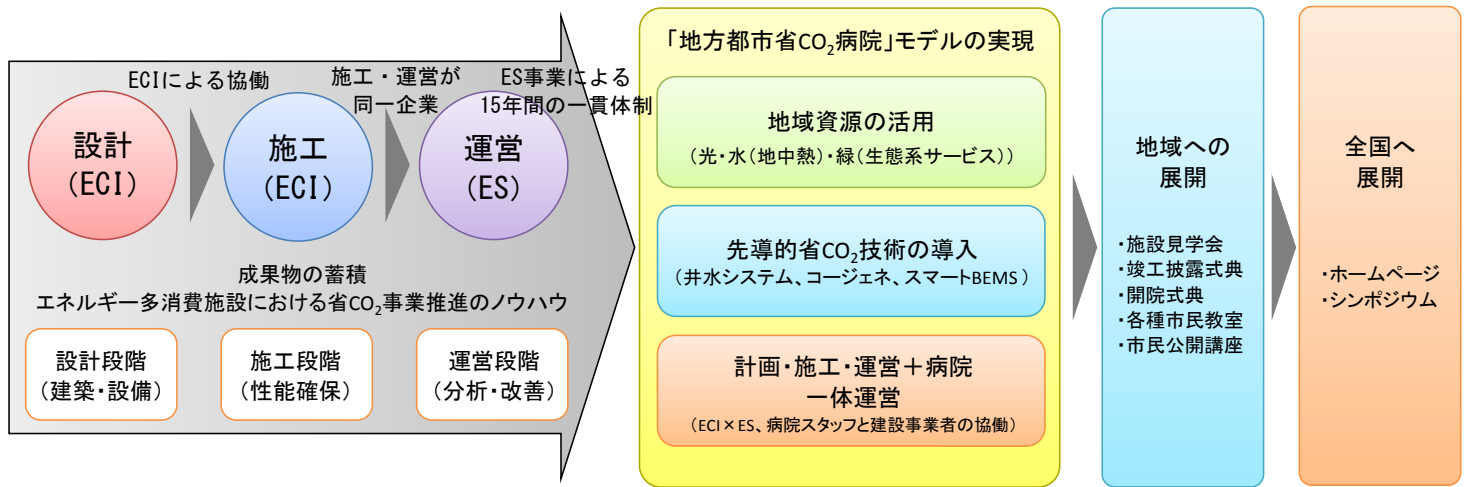 ECIによる協働
施工・運営が
同一企業
ES事業による
15年間の一貫体制
設計
(ECI)
施工
(ECI)
運営
(ES)
成果物の蓄積
エネルギー多消費施設における省CO2事業推進のノウハウ
設計段階
(建築・設備)
施工段階
(性能確保)
運営段階
(分析・改善)
「地方都市省CO2病院」モデルの実現
地域資源の活用
(光・水(地中熱)・緑(生態系サービス))
先導的省CO2技術の導入
(井水システム、コージェネ、スマートBEMS)
計画・施工・運営＋病院
一体運営
(ECI×ES、病院スタッフと建設事業者の協働)
地域への
展開
・施設見学会
・竣工披露式典
・開院式典
・各種市民教室
・市民公開講座
全国へ
展開
・ホームページ
・シンポジウム